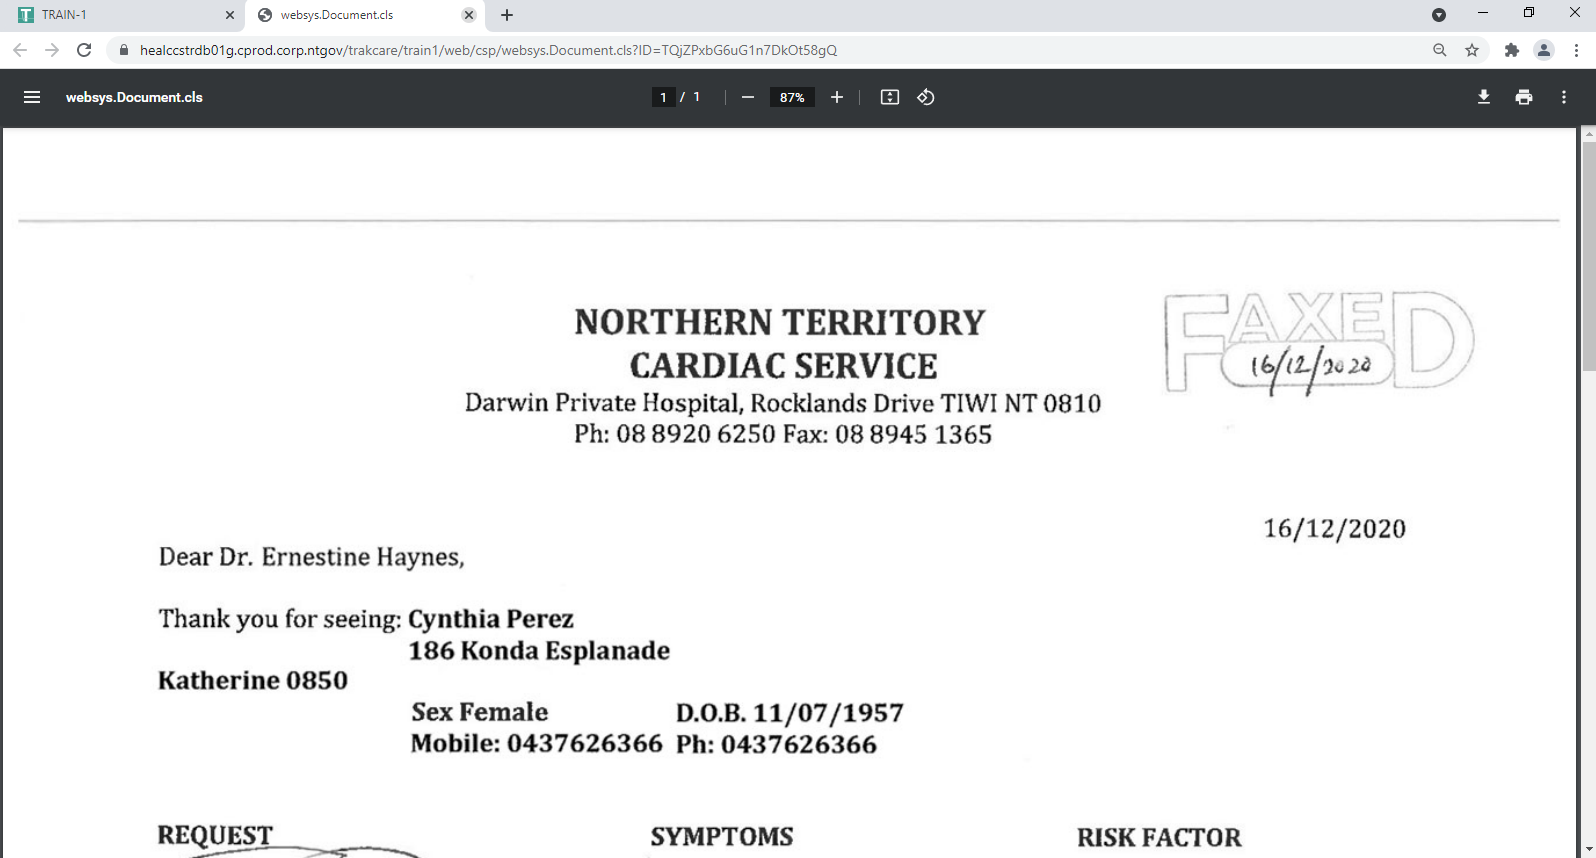 TRAIN-1
websys.Document.cls
healccstrdb01g.cprod.corp.ntgov/trakcare/train1/web/csp/websys.Document.cls?ID=TQjZPxbG6uG1n7DkOt58gQ
websys.Document.cls
1 / 1
87%
NORTHERN TERRITORY
CARDIAC SERVICE
Darwin Private Hospital, Rocklands Drive TIWI NT 0810
Ph: 08 8920 6250 Fax: 08 8945 1365
FAXED
16/12/2020
16/12/2020
Dear Dr. Ernestine Haynes,
Thank you for seeing: Cynthia Perez
186 Konda Esplanade
Katherine 0850
Sex Female D.O.B. 11/07/1957
Mobile: 0437626366 Ph: 0437626366
REQUEST SYMPTOMS RISK FACTOR